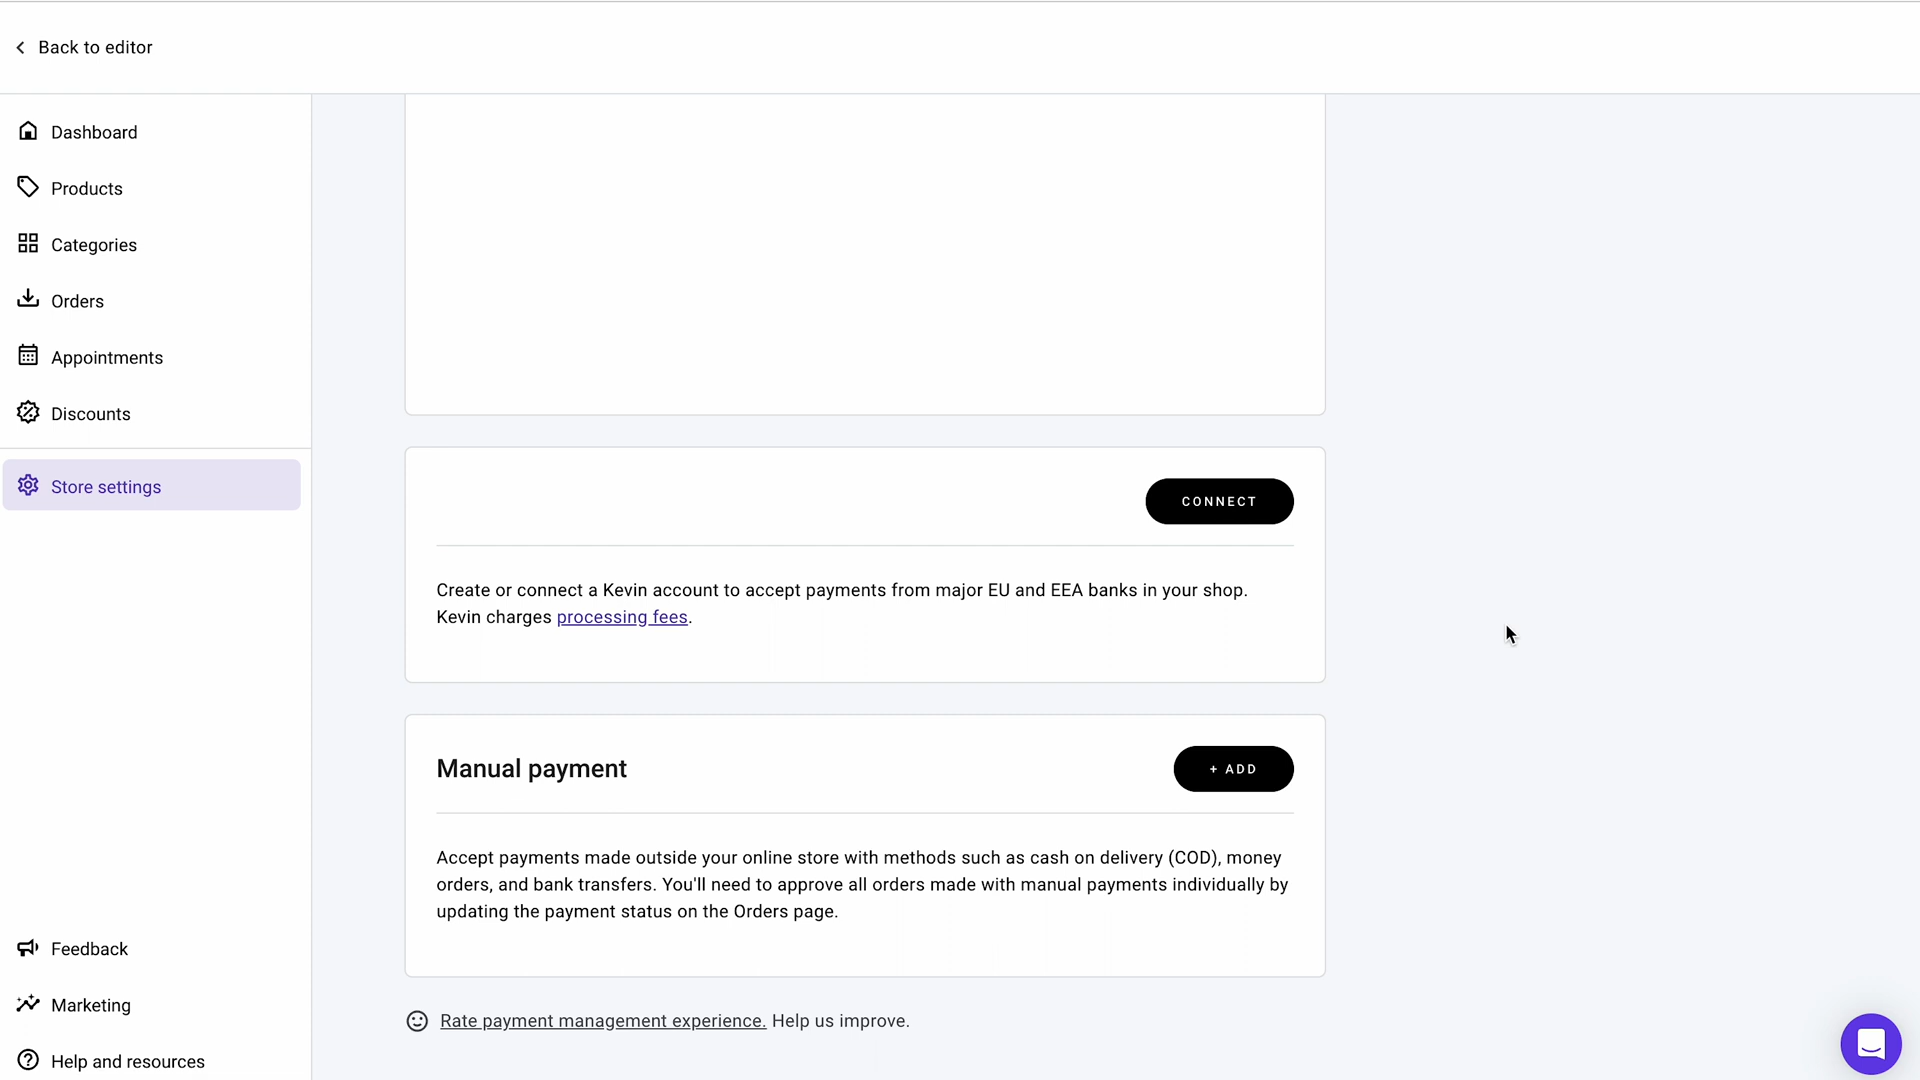 Back to editor
Dashboard
Products
Categories
Orders
Appointments
Discounts
Store settings
Feedback
Marketing
Help and resources
CONNECT
Create or connect a Kevin account to accept payments from major EU and EEA banks in your shop.
Kevin charges processing fees.
Manual payment
+ ADD
Accept payments made outside your online store with methods such as cash on delivery (COD), money
orders, and bank transfers. You'll need to approve all orders made with manual payments individually by
updating the payment status on the Orders page.
Rate payment management experience. Help us improve.